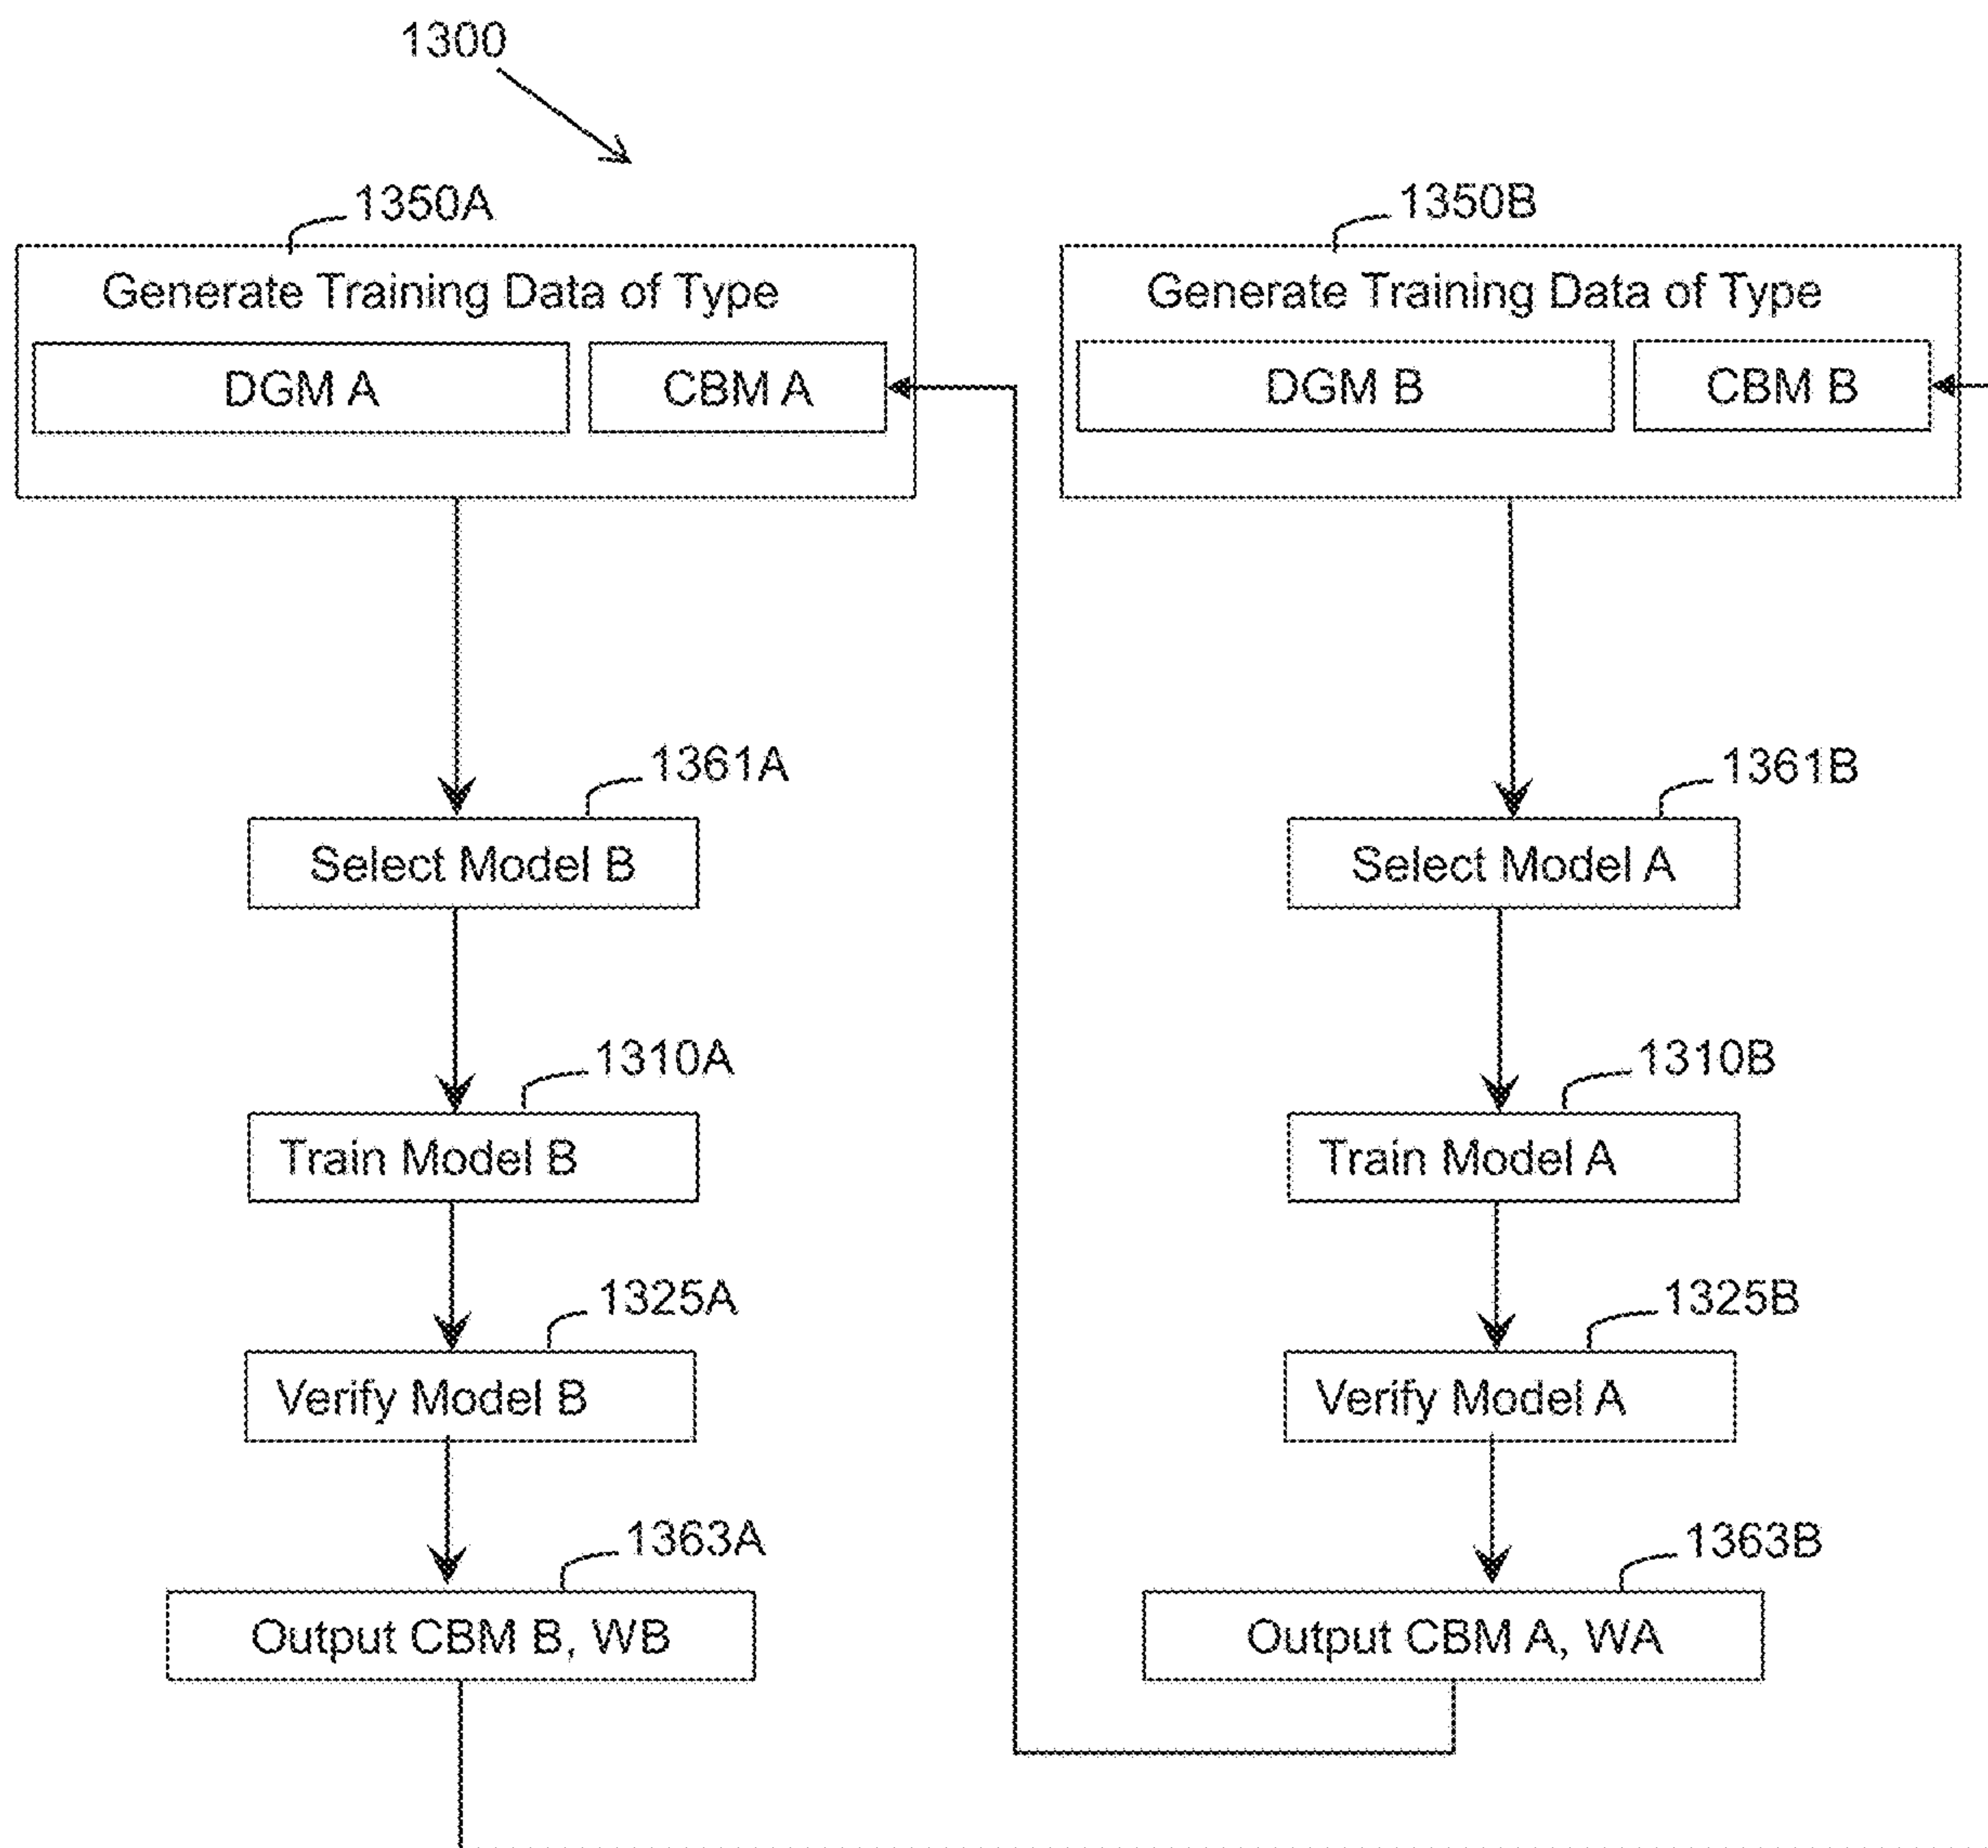 1300
1350A
Generate Training Data of Type
DGM A
CBM A
1361A
Select Model B
1310A
Train Model B
1325A
Verify Model B
1363A
Output CBM B, WB
1350B
Generate Training Data of Type
DGM B
CBM B
1361B
Select Model A
1310B
Train Model A
1325B
Verify Model A
1363B
Output CBM A, WA